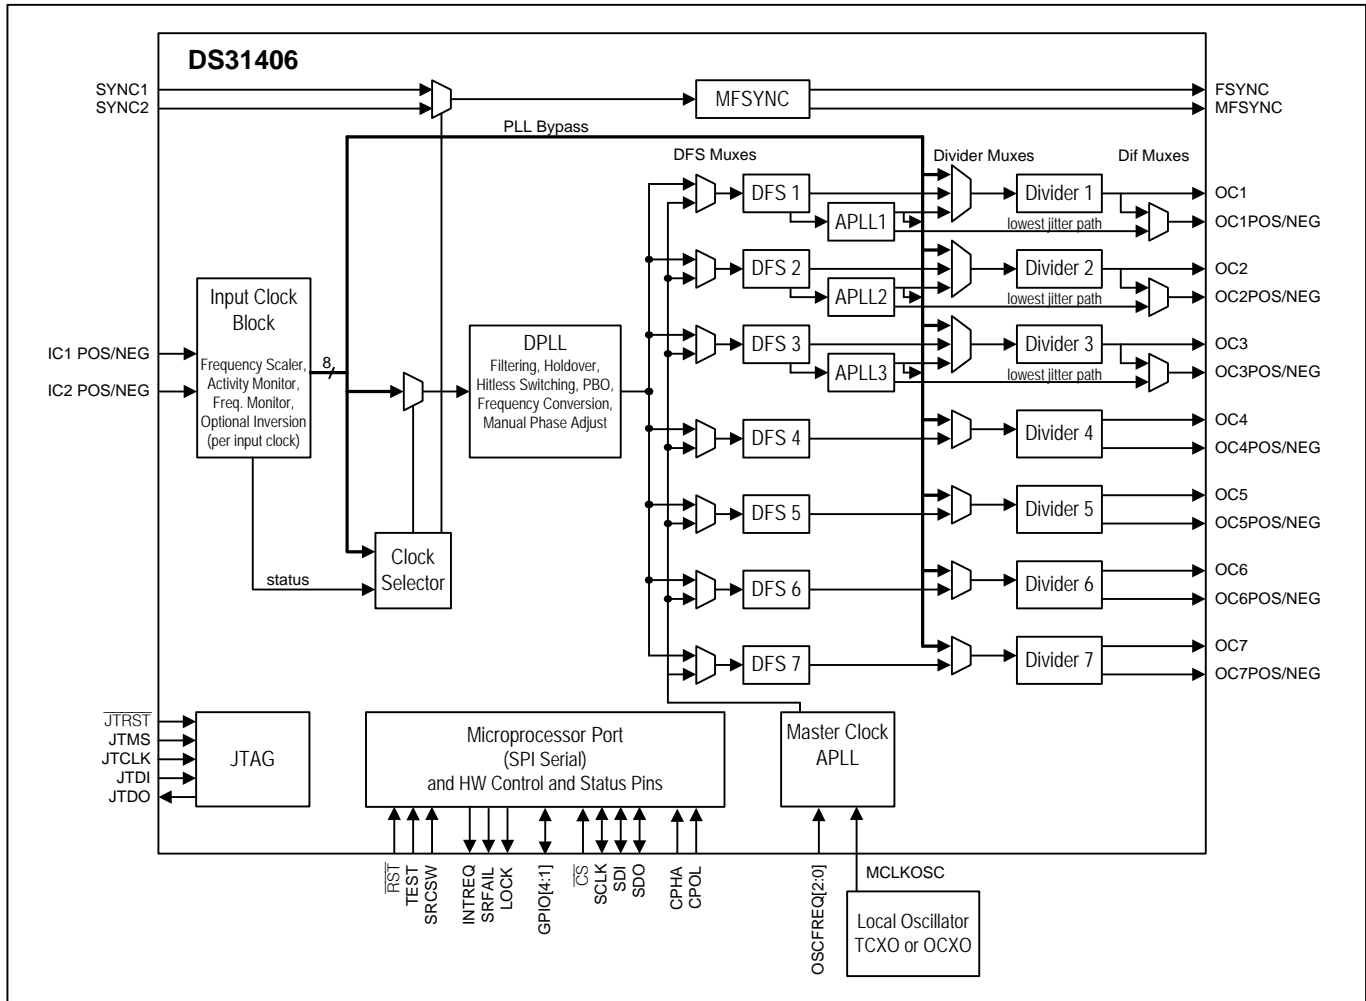 DS31406
SYNC1
SYNC2
MFSYNC
FSYNC
MFSYNC
PLL Bypass
DFS Muxes
Divider Muxes
Dif Muxes
DFS 1
APLL1
Divider 1
lowest jitter path
OC1
OC1POS/NEG
DFS 2
APLL2
Divider 2
lowest jitter path
OC2
OC2POS/NEG
DFS 3
APLL3
Divider 3
lowest jitter path
OC3
OC3POS/NEG
IC1 POS/NEG
IC2 POS/NEG
Input Clock
Block
Frequency Scaler,
Activity Monitor,
Freq. Monitor,
Optional Inversion
(per input clock)
8
DPLL
Filtering, Holdover,
Hitless Switching, PBO,
Frequency Conversion,
Manual Phase Adjust
DFS 4
Divider 4
OC4
OC4POS/NEG
DFS 5
Divider 5
OC5
OC5POS/NEG
status
Clock
Selector
DFS 6
Divider 6
OC6
OC6POS/NEG
DFS 7
Divider 7
OC7
OC7POS/NEG
JTRST
JTMS
JTCLK
JTDI
JTDO
JTAG
Microprocessor Port
(SPI Serial)
and HW Control and Status Pins
Master Clock
APLL
RST
TEST
SRCSW
INTREQ
SRFAIL
LOCK
GPIO[4:1]
CS
SCLK
SDI
SDO
CPHA
CPOL
OSCFREQ[2:0]
MCLKOSC
Local Oscillator
TCXO or OCXO